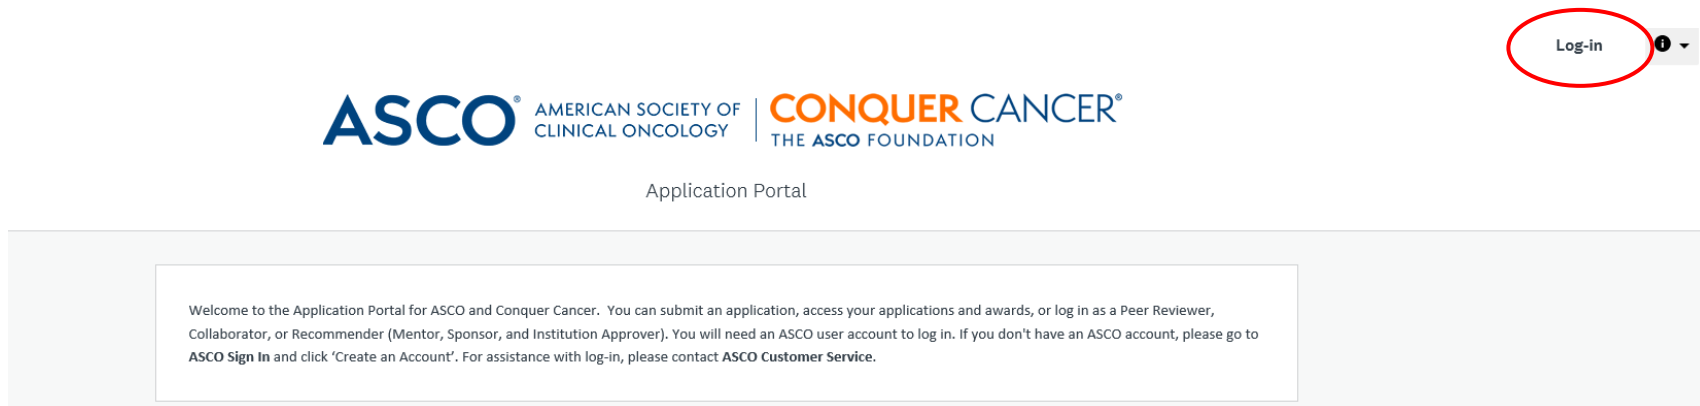 Log-in
ASCO® AMERICAN SOCIETY OF CLINICAL ONCOLOGY
CONQUER CANCER®
THE ASCO FOUNDATION
Application Portal
Welcome to the Application Portal for ASCO and Conquer Cancer.  You can submit an application, access your applications and awards, or log in as a Peer Reviewer,
Collaborator, or Recommender (Mentor, Sponsor, and Institution Approver). You will need an ASCO user account to log in. If you don't have an ASCO account, please go to
ASCO Sign In and click ‘Create an Account’. For assistance with log-in, please contact ASCO Customer Service.